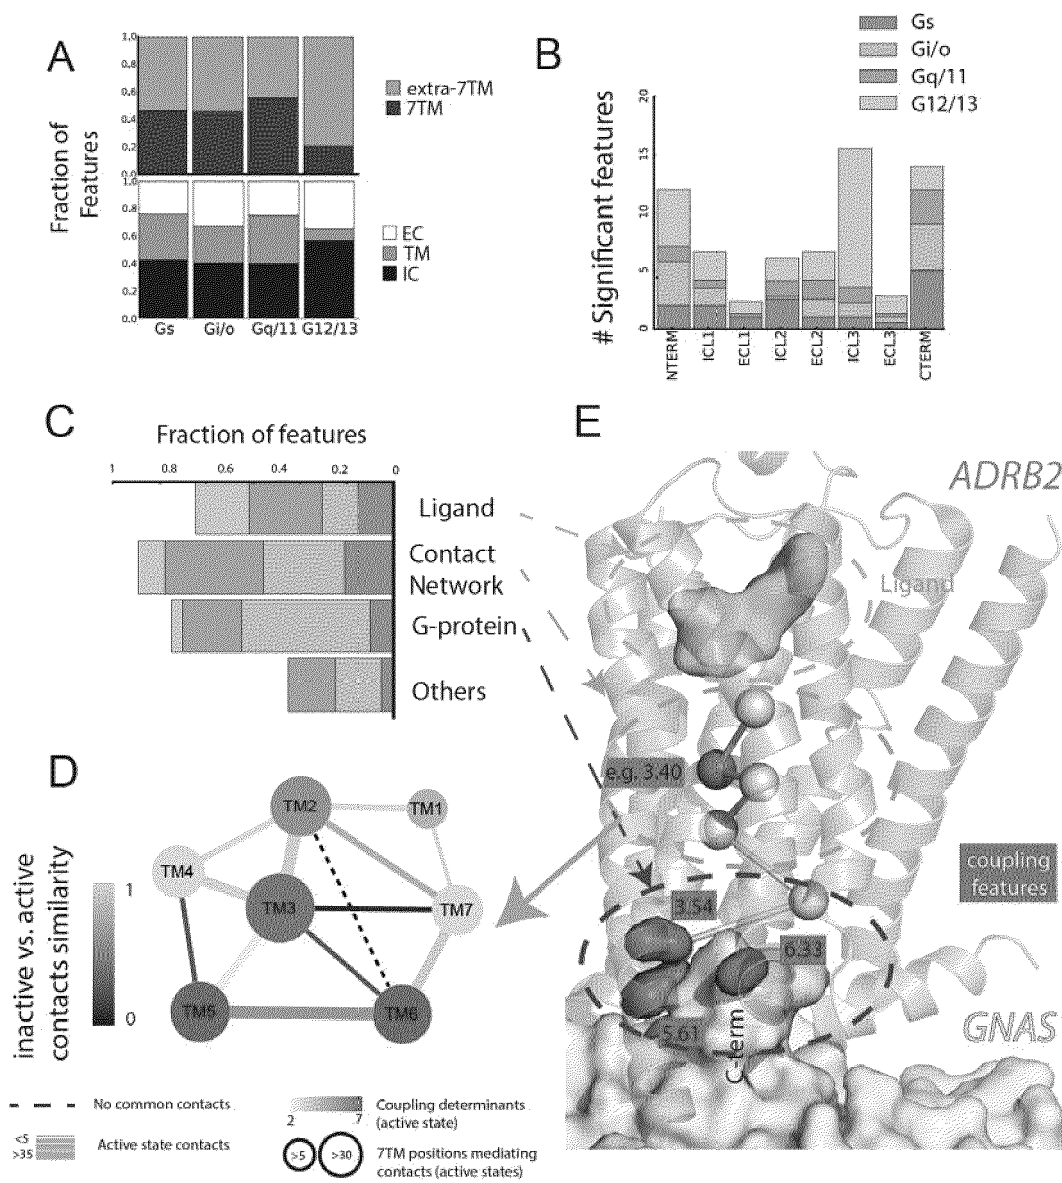 A
Fraction of
Features
1.0
0.8
0.6
0.4
0.2
0.0
1.0
0.8
0.6
0.4
0.2
0.0
extra-7TM
7TM
EC
TM
IC
Gs
Gi/o
Gq/11
G12/13
B
Gs
Gi/o
Gq/11
G12/13
# Significant features
20
15
10
5
0
NTERM
ICL1
ECL1
ICL2
ECL2
ICL3
ECL3
CTERM
C
Fraction of features
1
0.8
0.6
0.4
0.2
0
Ligand
Contact
Network
G-protein
Others
D
inactive vs. active
contacts similarity
1
0
TM2
TM1
TM4
TM3
TM7
TM5
TM6
No common contacts
<5
>35
Active state contacts
2
7
Coupling determinants
(active state)
>5
>30
7TM positions mediating
contacts (active states)
E
ADRB2
Ligand
e.g. 3.40
coupling
features
3.54
6.33
5.61
C-term
GNAS